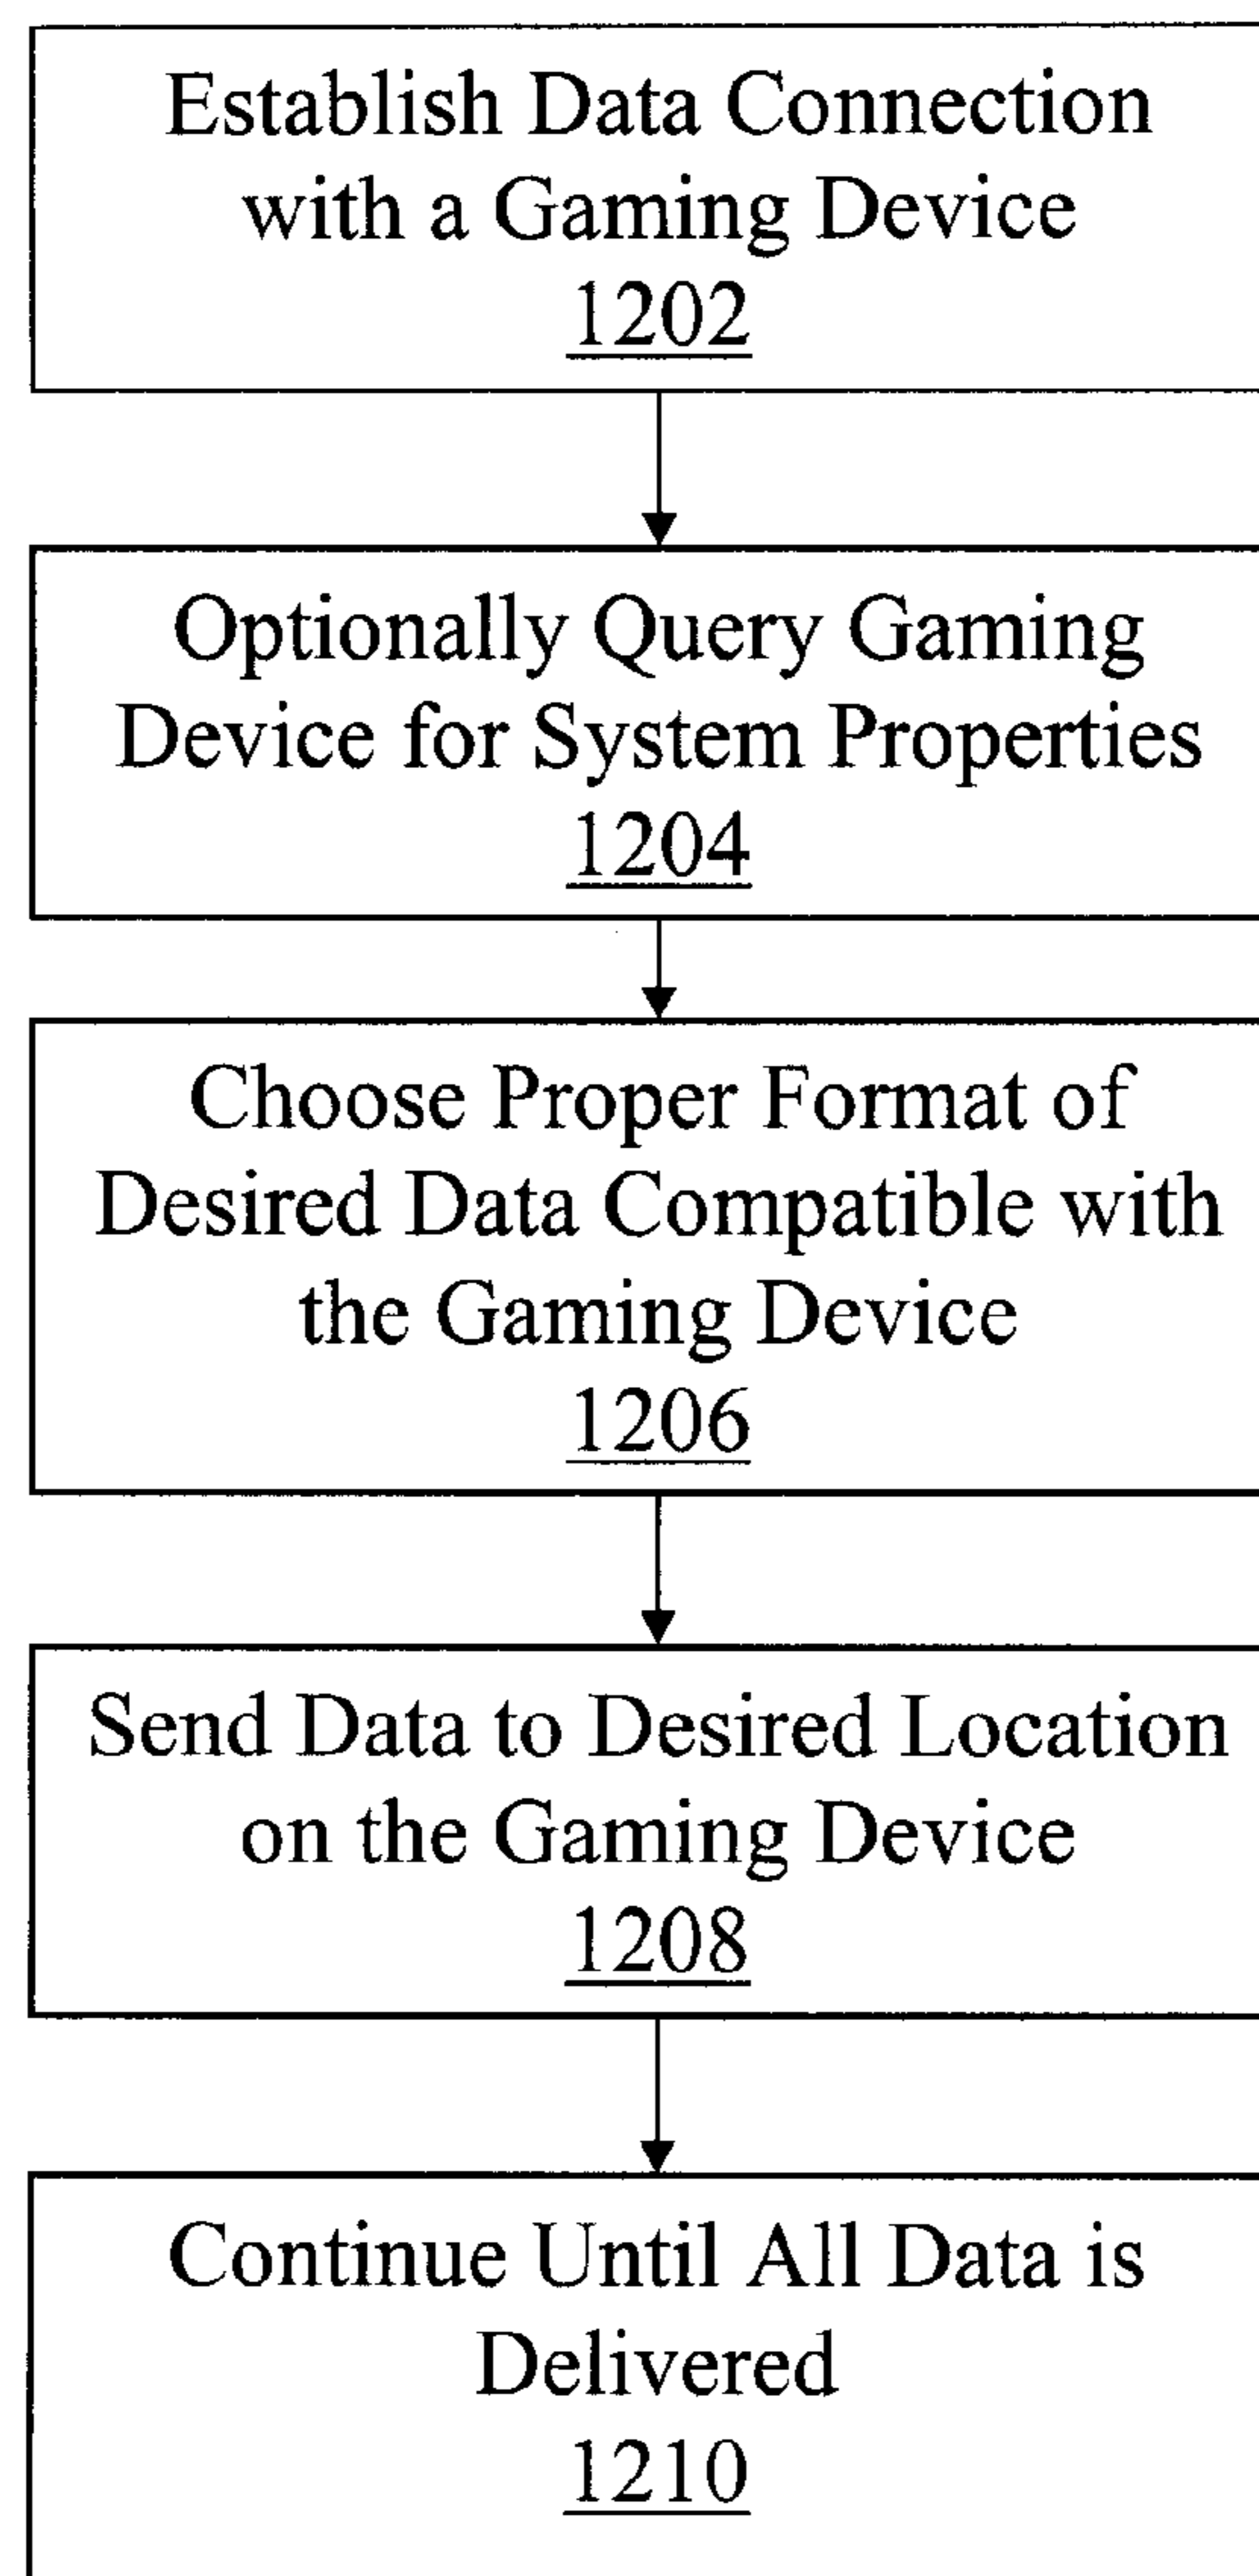 Establish Data Connection
with a Gaming Device
1202
Optionally Query Gaming
Device for System Properties
1204
Choose Proper Format of
Desired Data Compatible with
the Gaming Device
1206
Send Data to Desired Location
on the Gaming Device
1208
Continue Until All Data is
Delivered
1210